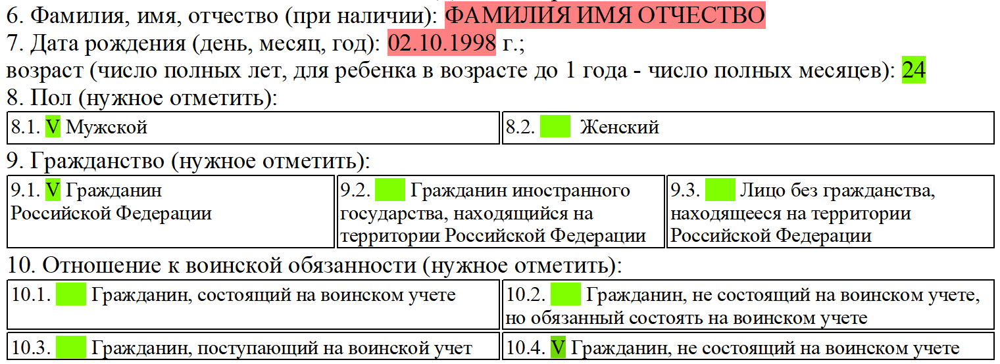 6. Фамилия, имя, отчество (при наличии): ФАМИЛИЯ ИМЯ ОТЧЕСТВО
7. Дата рождения (день, месяц, год): 02.10.1998 г.;
возраст (число полных лет, для ребенка в возрасте до 1 года - число полных месяцев): 24
8. Пол (нужное отметить):
8.1. V Мужской
8.2. Женский
9. Гражданство (нужное отметить):
9.1. V Гражданин
Российской Федерации
9.2. Гражданин иностранного
государства, находящийся на
территории Российской Федерации
9.3. Лицо без гражданства,
находящееся на территории
Российской Федерации
10. Отношение к воинской обязанности (нужное отметить):
10.1. Гражданин, состоящий на воинском учете
10.2. Гражданин, не состоящий на воинском учете,
но обязанный состоять на воинском учете
10.3. Гражданин, поступающий на воинской учет
10.4. V Гражданин, не состоящий на воинском учете